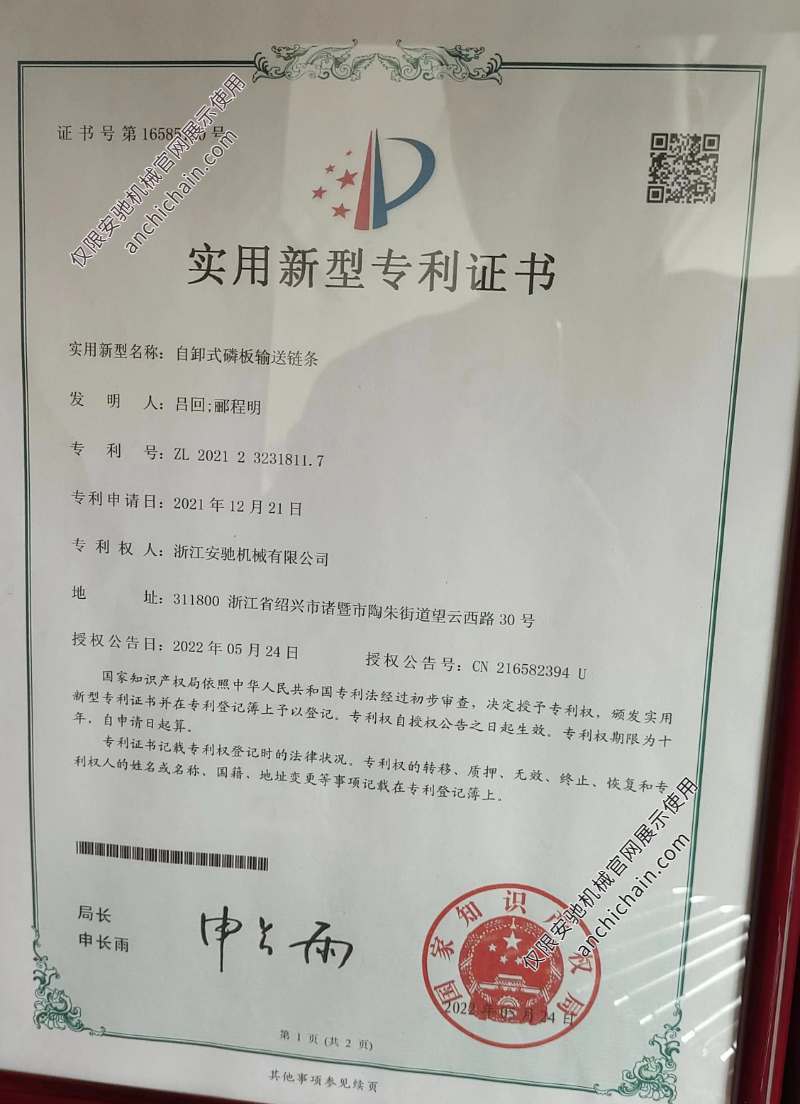 证书号第16585 号
仅限安驰机械官网展示使用
anchichain.com
实用新型专利证书
实用新型名称：自卸式磷板输送链条
发明人：吕回;郦程明
专利号：ZL 2021 2 3231811.7
专利申请日：2021年12月21日
专利权人：浙江安驰机械有限公司
地址：311800 浙江省绍兴市诸暨市陶朱街道望云西路30号
授权公告日：2022年05月24日 授权公告号：CN 216582394 U
国家知识产权局依照中华人民共和国专利法经过初步审查，决定授予专利权，颁发实用
新型专利证书并在专利登记簿上予以登记。专利权自授权公告之日起生效。专利权期限为十
年，自申请日起算。
专利证书记载专利权登记时的法律状况。专利权的转移、质押、无效、终止、恢复和专
利权人的姓名或名称、国籍、地址变更等事项记载在专利登记簿上。
仅限安驰机械官网展示使用
anchichain.com
局长
申长雨
申长雨
国家知识产权局
2022年05月24日
第 1 页 (共 2 页)
其他事项参见续页